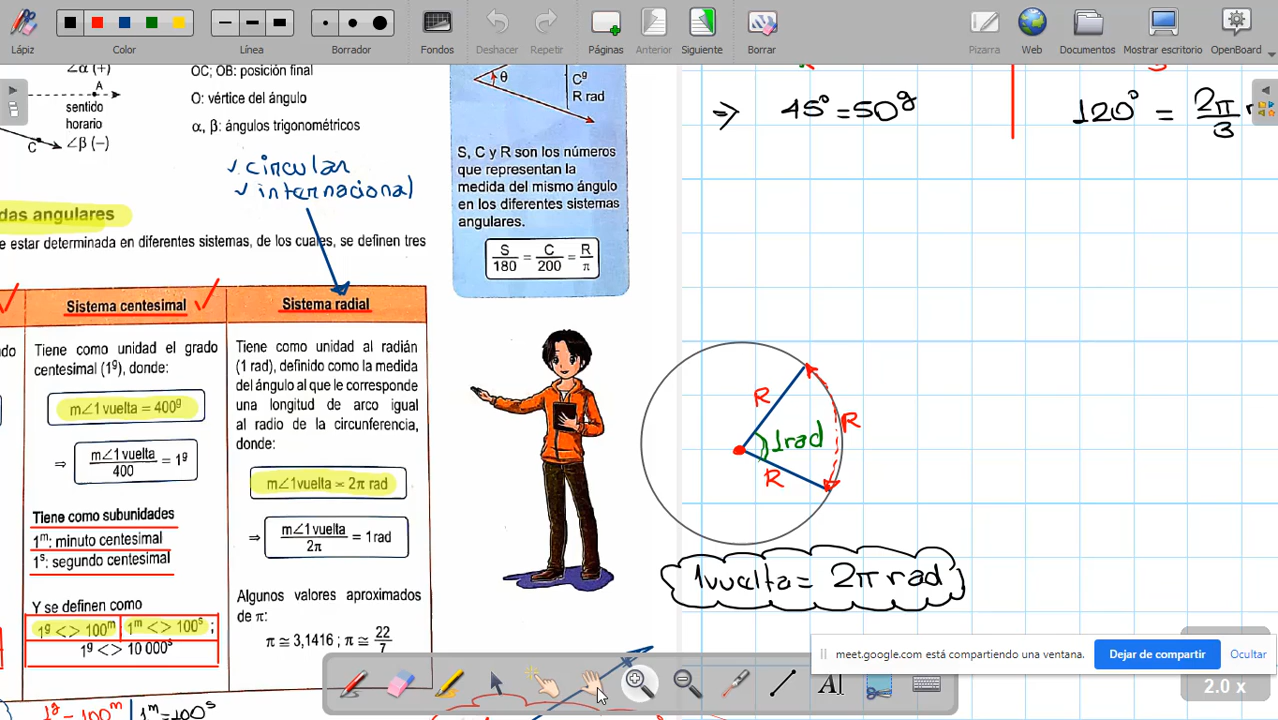 Lápiz
Color
Línea
Borrador
Fondos
Deshacer
Repetir
Páginas
Anterior
Siguiente
Borrar
Pizarra
Web
Documentos
Mostrar escritorio
OpenBoard
∠α (+)
A
sentido
horario
C
∠β (−)
OC; OB: posición final
O: vértice del ángulo
α, β: ángulos trigonométricos
✓ circular
✓ internacional
das angulares
e estar determinada en diferentes sistemas, de los cuales, se definen tres
Sistema centesimal
Tiene como unidad el grado
centesimal (1ᵍ), donde:
m∠1 vuelta = 400ᵍ
⇒ m∠1 vuelta / 400 = 1ᵍ
Tiene como subunidades
1ᵐ: minuto centesimal
1ˢ: segundo centesimal
Y se definen como
1ᵍ <> 100ᵐ 1ᵐ <> 100ˢ ;
1ᵍ <> 10 000ˢ
1ᵍ = 100ᵐ | 1ᵐ = 100ˢ
Sistema radial
Tiene como unidad al radián
(1 rad), definido como la medida
del ángulo al que le corresponde
una longitud de arco igual
al radio de la circunferencia,
donde:
m∠1vuelta = 2π rad
⇒ m∠1 vuelta / 2π = 1 rad
Algunos valores aproximados
de π:
π ≅ 3,1416 ; π ≅ 22/7
θ
Cᵍ
R rad
S, C y R son los números
que representan la
medida del mismo ángulo
en los diferentes sistemas
angulares.
S/180 = C/200 = R/π
⇒ 45° = 50ᵍ
120° = 2π/3 r
R
R
1rad
R
1vuelta = 2π rad
meet.google.com está compartiendo una ventana.
Dejar de compartir
Ocultar
2.0 x